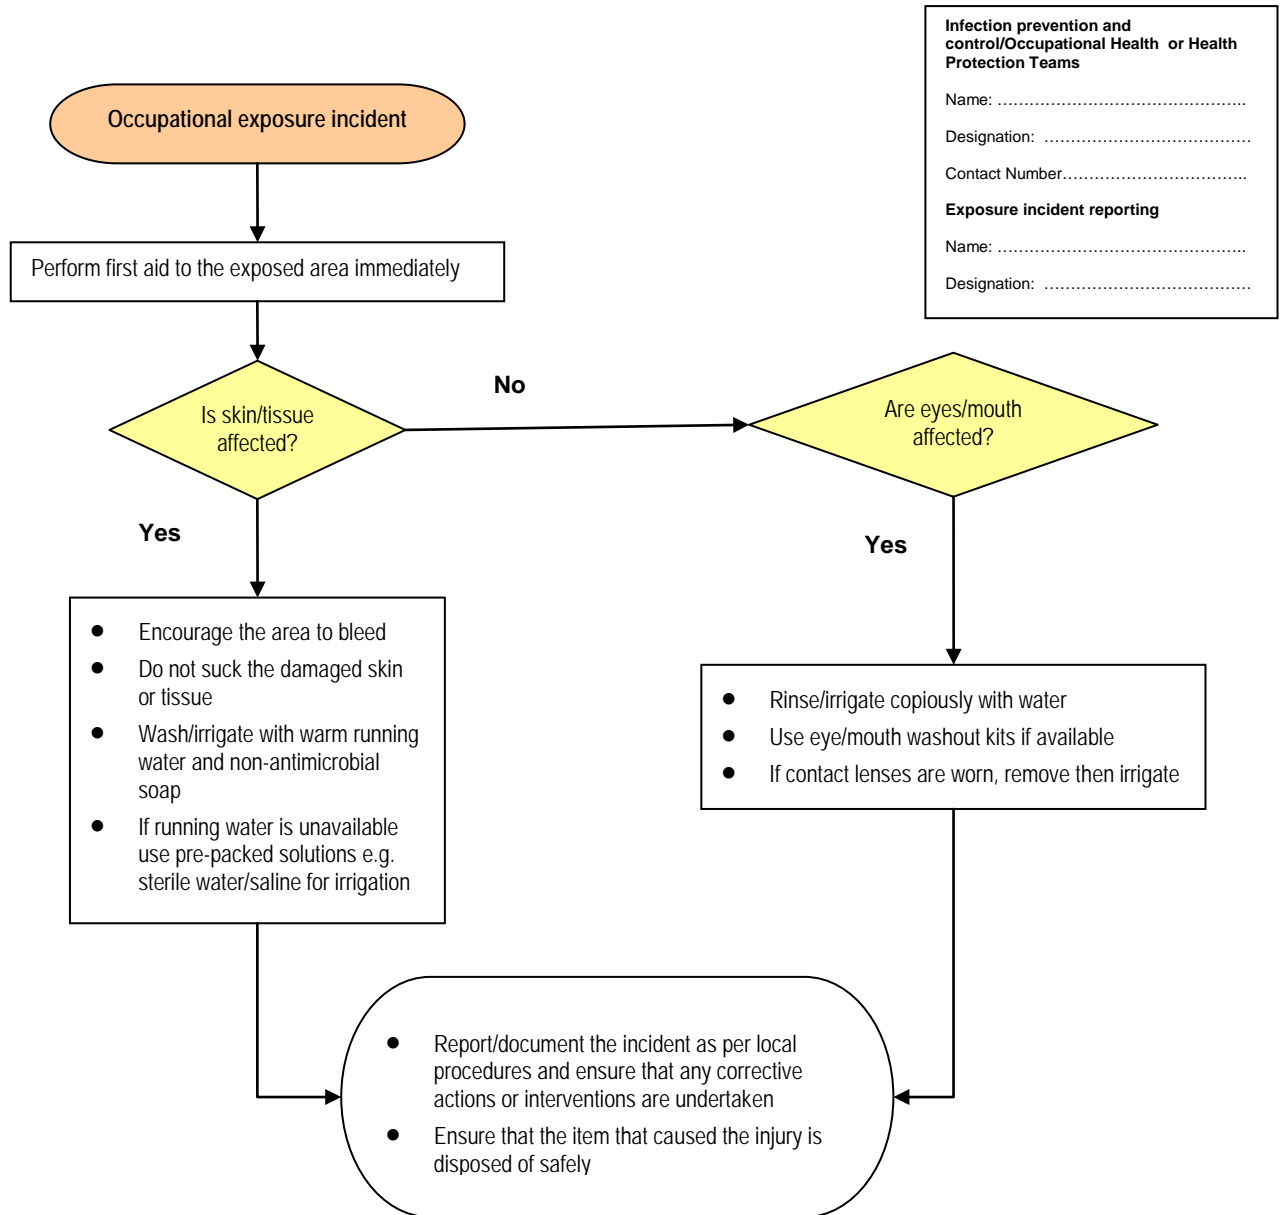 Infection prevention and
control/Occupational Health or Health
Protection Teams
Name: ………………………………………..
Designation: …………………………………
Contact Number……………………………..
Exposure incident reporting
Name: ………………………………………..
Designation: …………………………………
Occupational exposure incident
Perform first aid to the exposed area immediately
Is skin/tissue
affected?
No
Are eyes/mouth
affected?
Yes
Yes
● Encourage the area to bleed
● Do not suck the damaged skin
or tissue
● Wash/irrigate with warm running
water and non-antimicrobial
soap
● If running water is unavailable
use pre-packed solutions e.g.
sterile water/saline for irrigation
● Rinse/irrigate copiously with water
● Use eye/mouth washout kits if available
● If contact lenses are worn, remove then irrigate
● Report/document the incident as per local
procedures and ensure that any corrective
actions or interventions are undertaken
● Ensure that the item that caused the injury is
disposed of safely